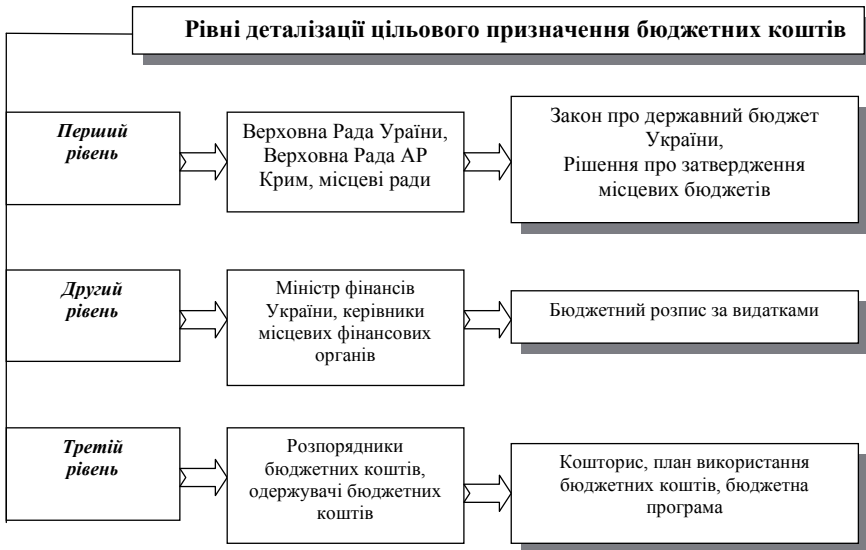 Рівні деталізації цільового призначення бюджетних коштів
Перший
рівень
Верховна Рада Ураїни,
Верховна Рада АР
Крим, місцеві ради
Закон про державний бюджет
України,
Рішення про затвердження
місцевих бюджетів
Другий
рівень
Міністр фінансів
України, керівники
місцевих фінансових
органів
Бюджетний розпис за видатками
Третій
рівень
Розпорядники
бюджетних коштів,
одержувачі бюджетних
коштів
Кошторис, план використання
бюджетних коштів, бюджетна
програма